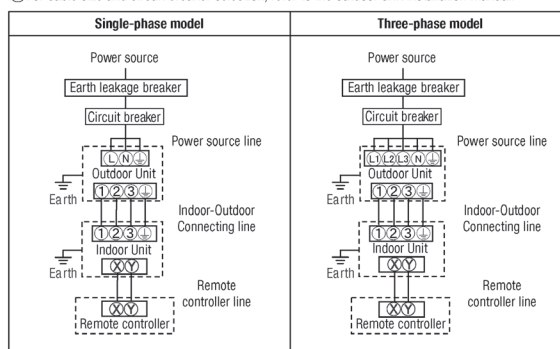 Single-phase model
Power source
Earth leakage breaker
Circuit breaker
Power source line
L N
Outdoor Unit
1 2 3
Earth
Indoor-Outdoor
Connecting line
1 2 3
Indoor Unit
Earth
X Y
Remote
controller line
X Y
Remote controller
Three-phase model
Power source
Earth leakage breaker
Circuit breaker
Power source line
L1 L2 L3 N
Outdoor Unit
1 2 3
Earth
Indoor-Outdoor
Connecting line
1 2 3
Indoor Unit
Earth
X Y
Remote
controller line
X Y
Remote controller